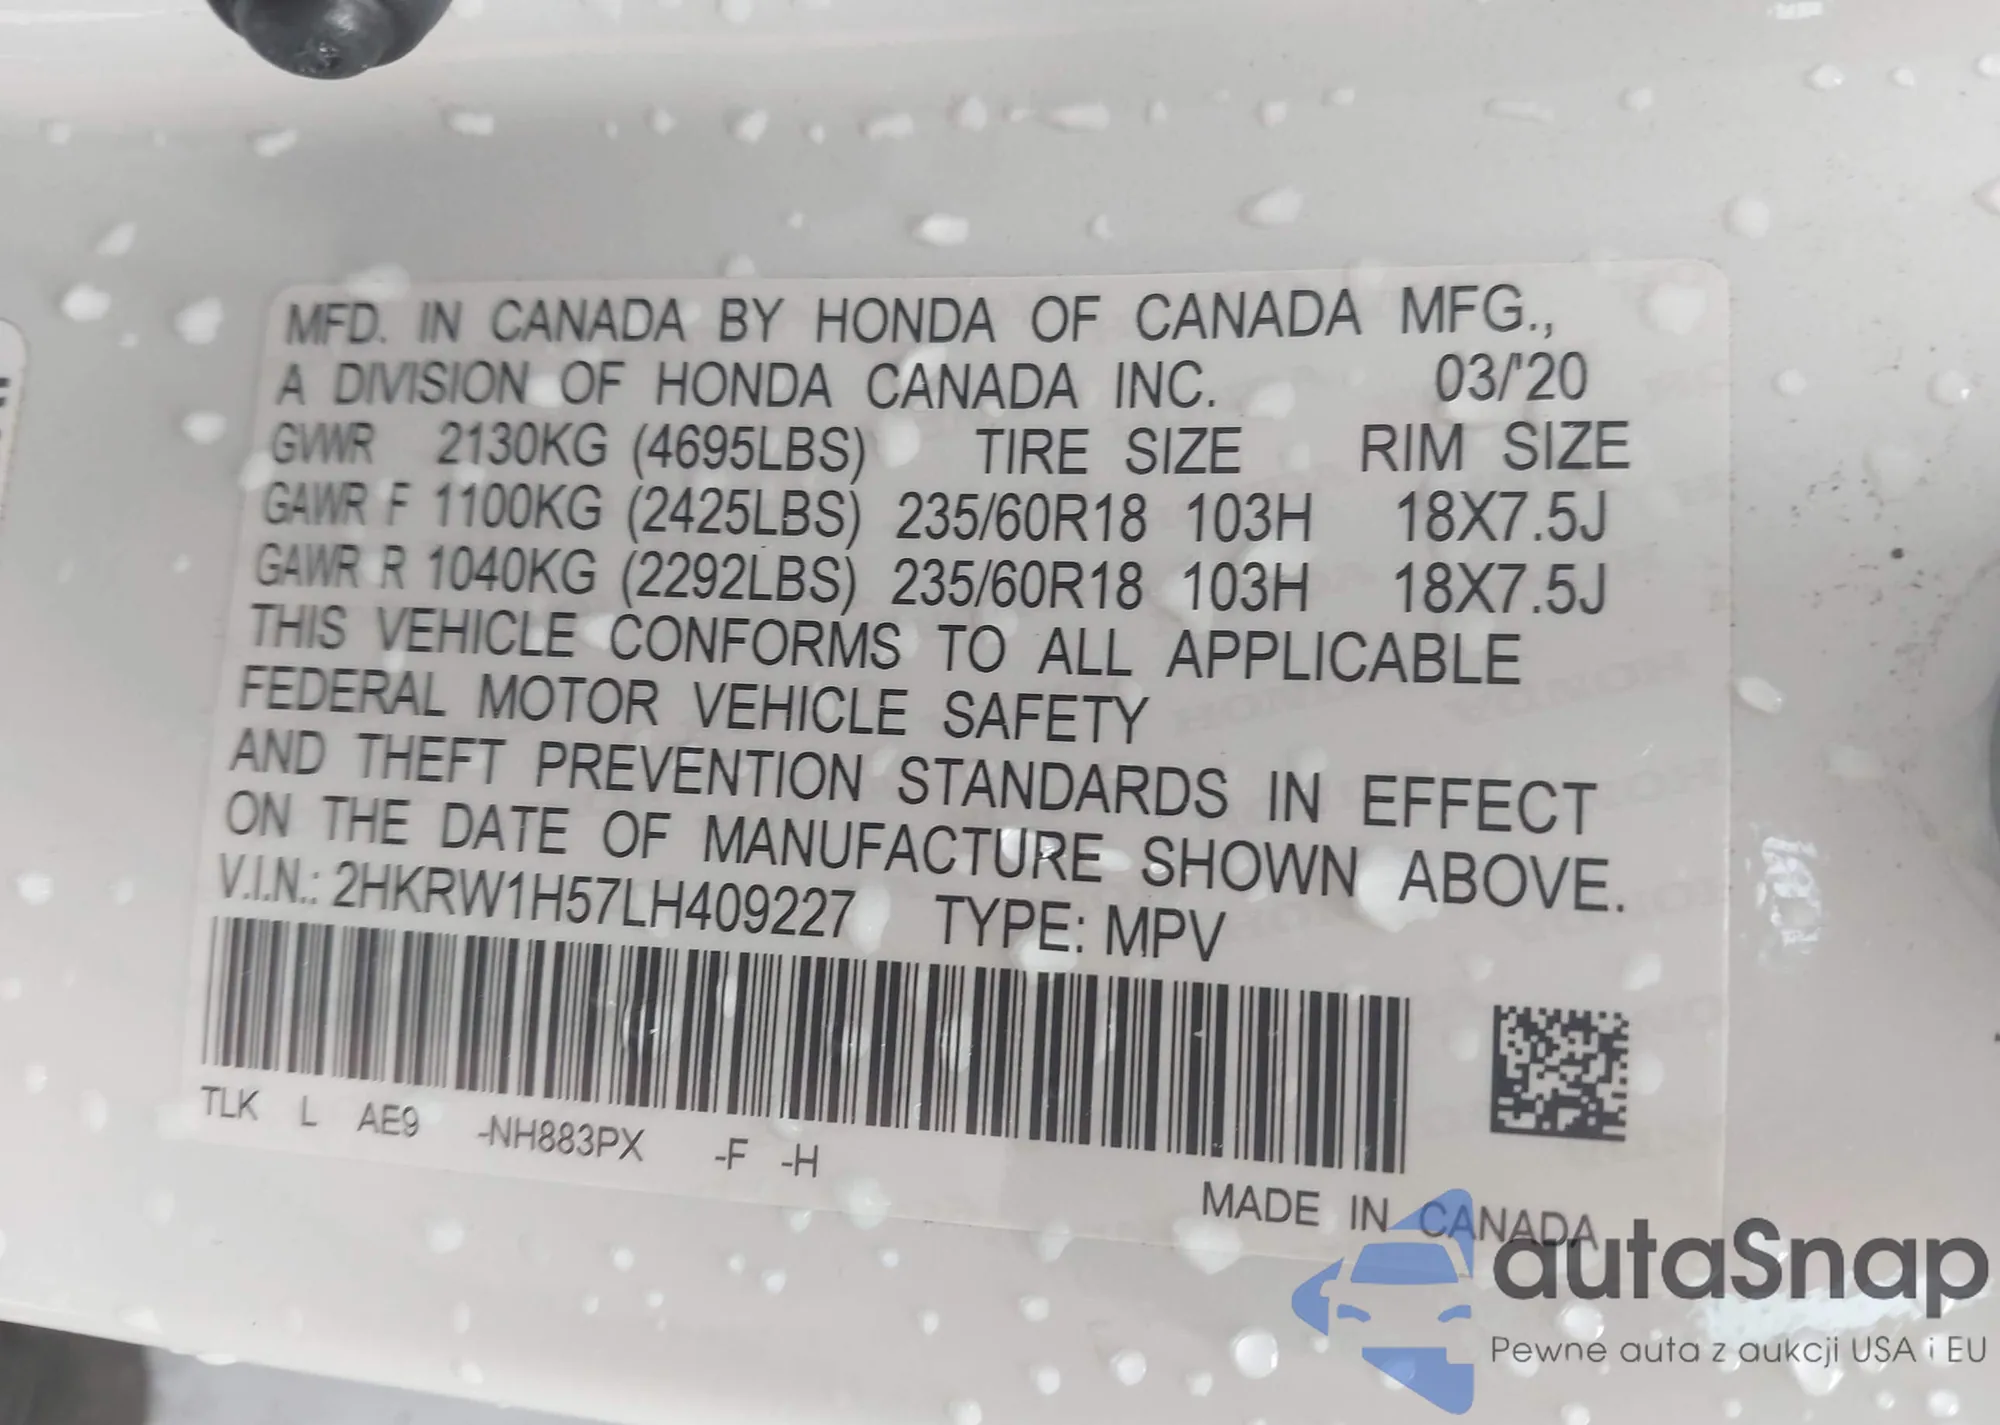 MFD. IN CANADA BY HONDA OF CANADA MFG.,
A DIVISION OF HONDA CANADA INC. 03/'20
GVWR 2130KG (4695LBS) TIRE SIZE RIM SIZE
GAWR F 1100KG (2425LBS) 235/60R18 103H 18X7.5J
GAWR R 1040KG (2292LBS) 235/60R18 103H 18X7.5J
THIS VEHICLE CONFORMS TO ALL APPLICABLE
FEDERAL MOTOR VEHICLE SAFETY
AND THEFT PREVENTION STANDARDS IN EFFECT
ON THE DATE OF MANUFACTURE SHOWN ABOVE.
V.I.N.: 2HKRW1H57LH409227 TYPE: MPV
TLK L AE9 -NH883PX -F -H
MADE IN CANADA
autaSnap
Pewne auta z aukcji USA i EU